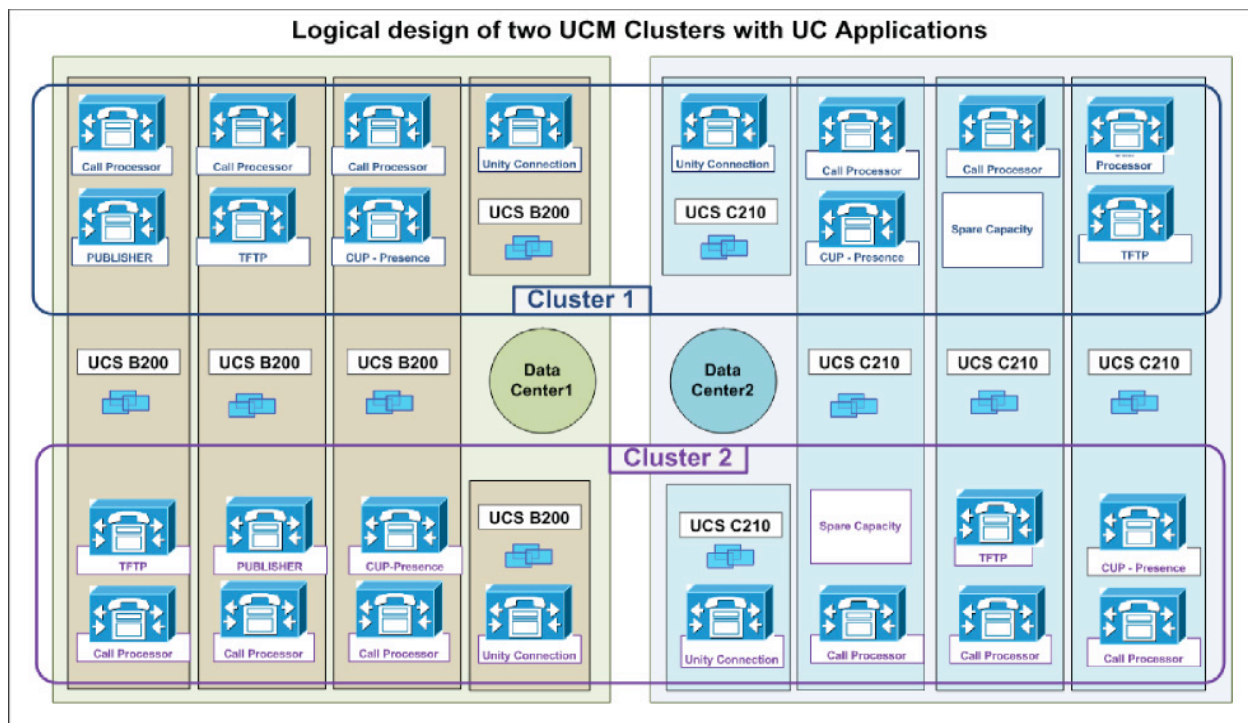 Logical design of two UCM Clusters with UC Applications
Call Processor
Call Processor
Call Processor
Unity Connection
Unity Connection
Call Processor
Call Processor
Processor
PUBLISHER
TFTP
CUP - Presence
UCS B200
UCS C210
CUP - Presence
Spare Capacity
TFTP
Cluster 1
UCS B200
UCS B200
UCS B200
Data
Center1
Data
Center2
UCS C210
UCS C210
UCS C210
Cluster 2
TFTP
PUBLISHER
CUP-Presence
UCS B200
UCS C210
Spare Capacity
TFTP
CUP - Presence
Call Processor
Call Processor
Call Processor
Unity Connection
Unity Connection
Call Processor
Call Processor
Call Processor